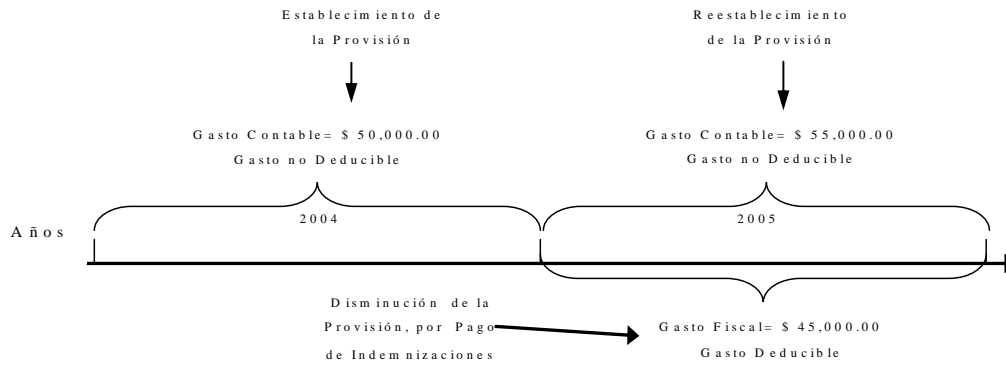 Establecimiento de
la Provisión
Reestablecimiento
de la Provisión
Gasto Contable= $ 50,000.00
Gasto no Deducible
Gasto Contable= $ 55,000.00
Gasto no Deducible
2004
2005
Años
Disminución de la
Provisión, por Pago
de Indemnizaciones
Gasto Fiscal= $ 45,000.00
Gasto Deducible